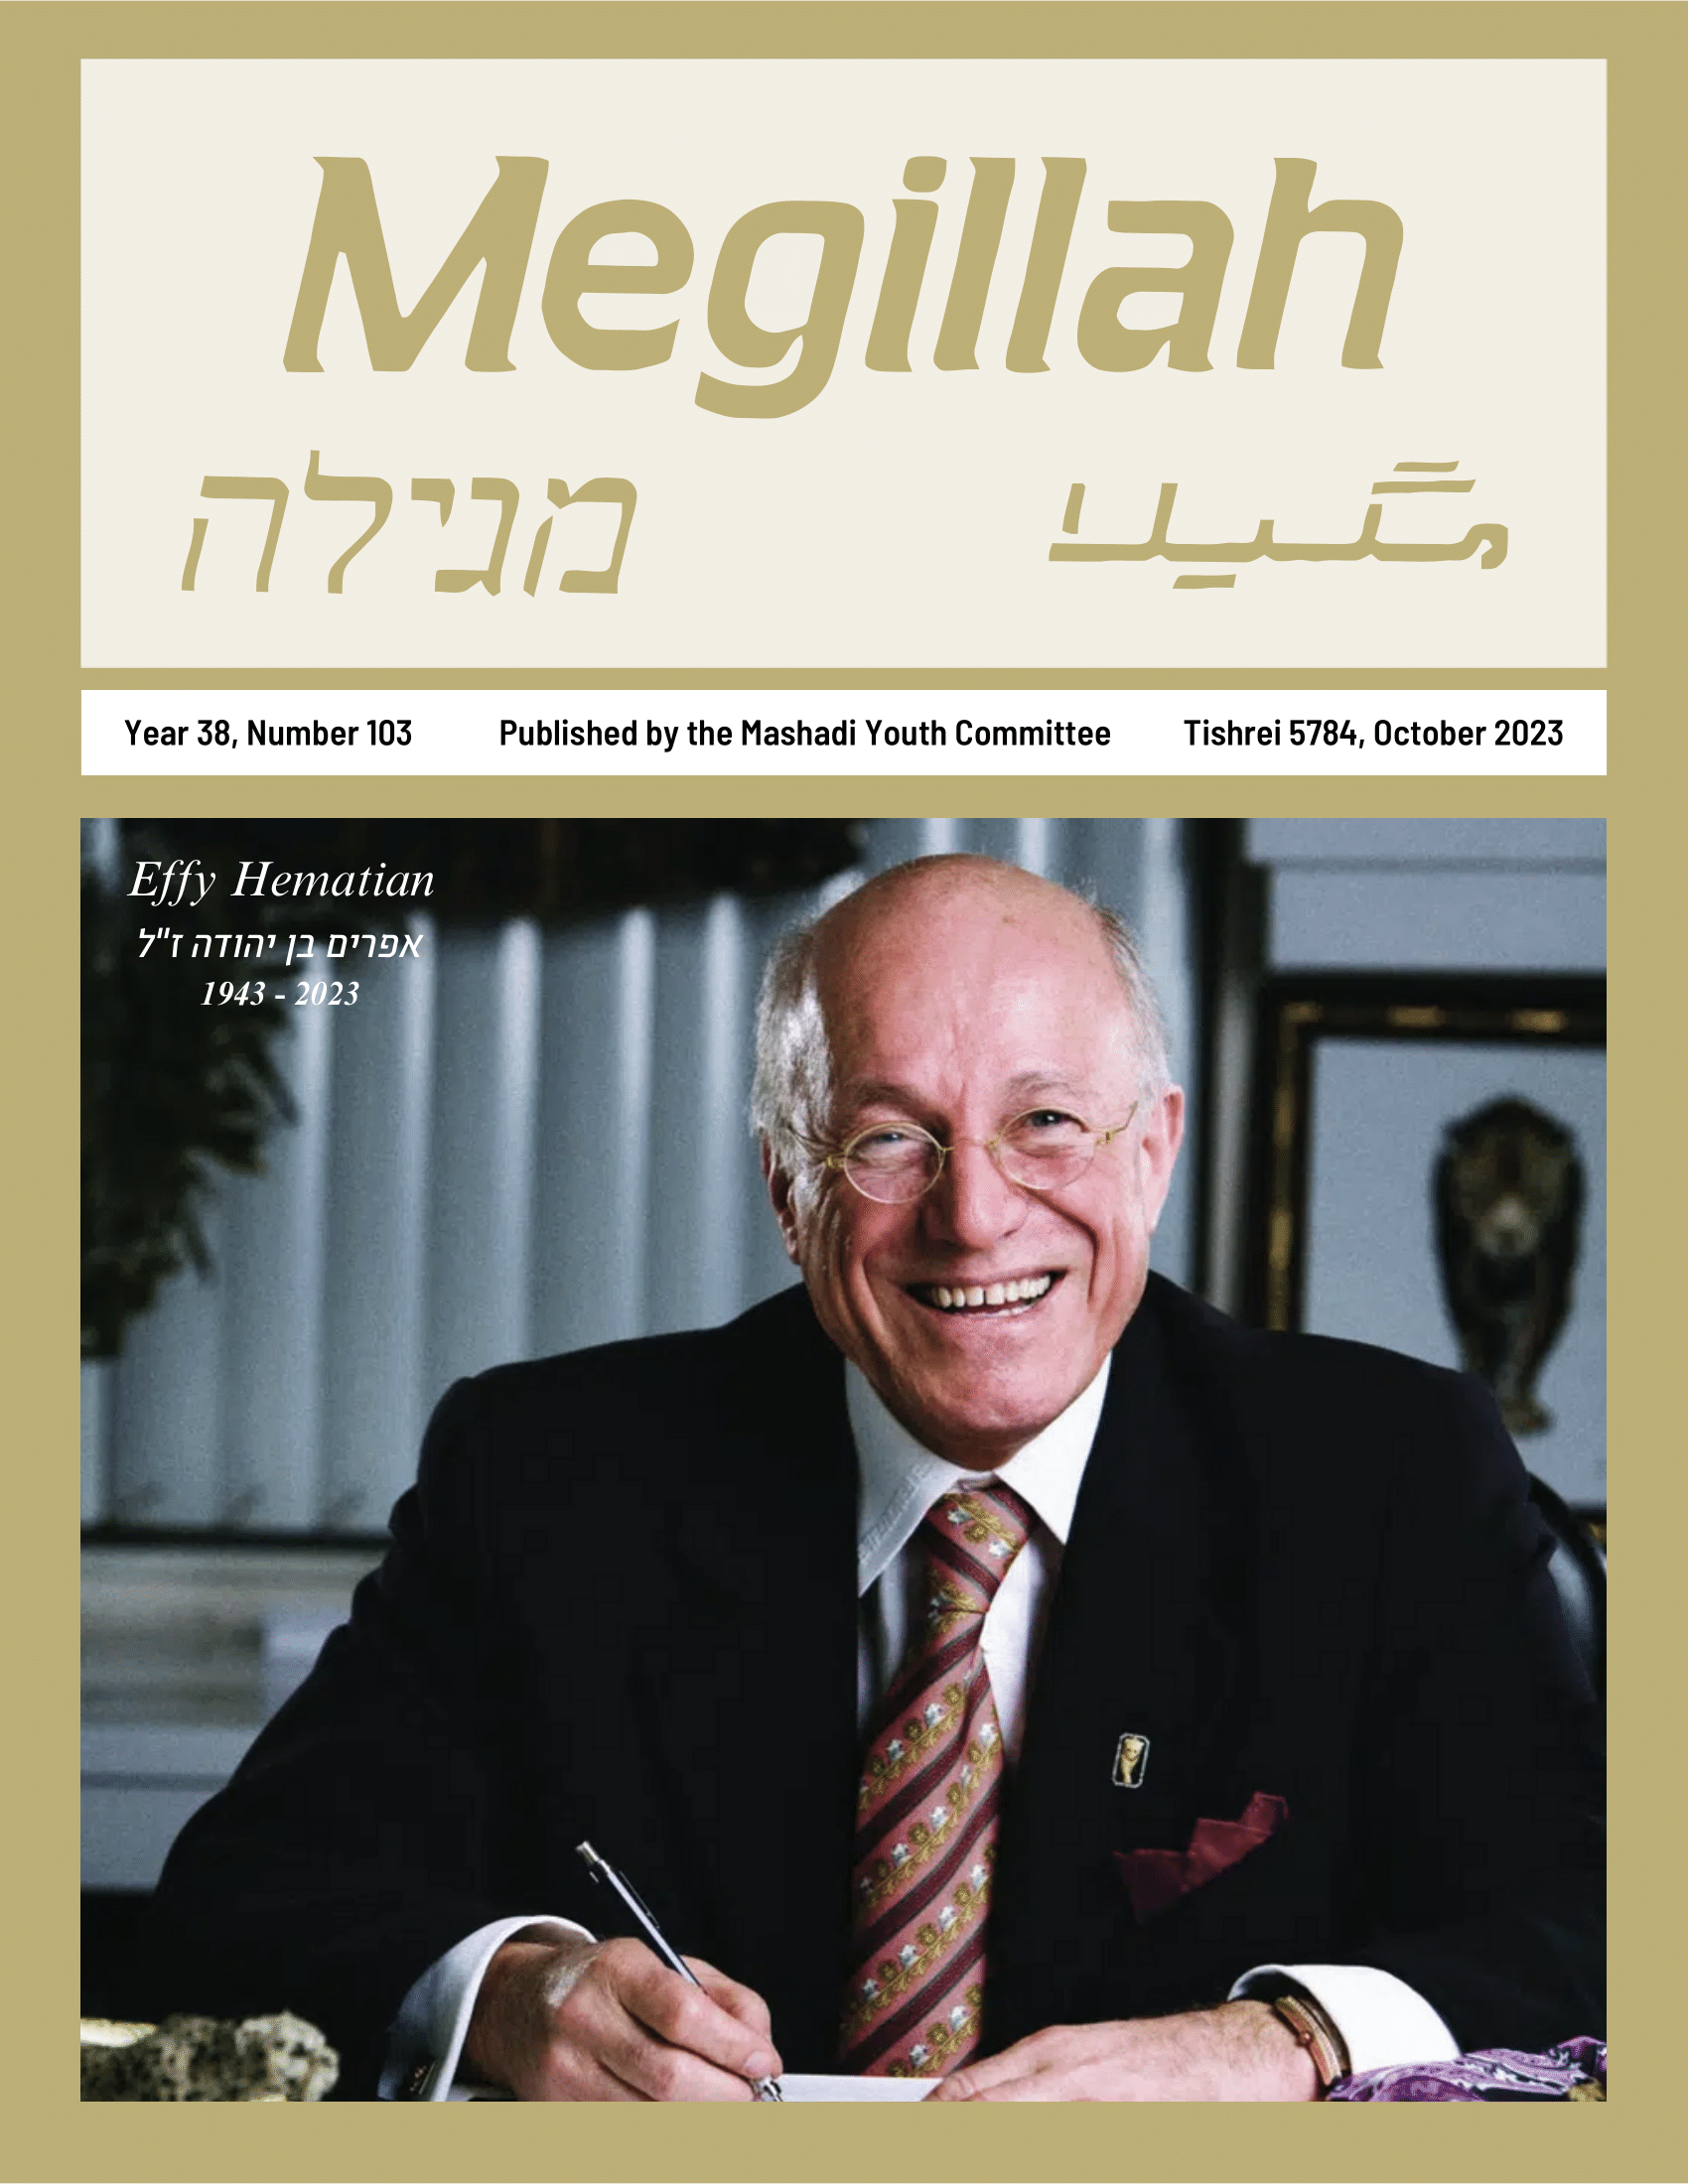 Megillah
מגילה
مگیلا
Year 38, Number 103
Published by the Mashadi Youth Committee
Tishrei 5784, October 2023
Effy Hematian
אפרים בן יהודה ז"ל
1943 - 2023